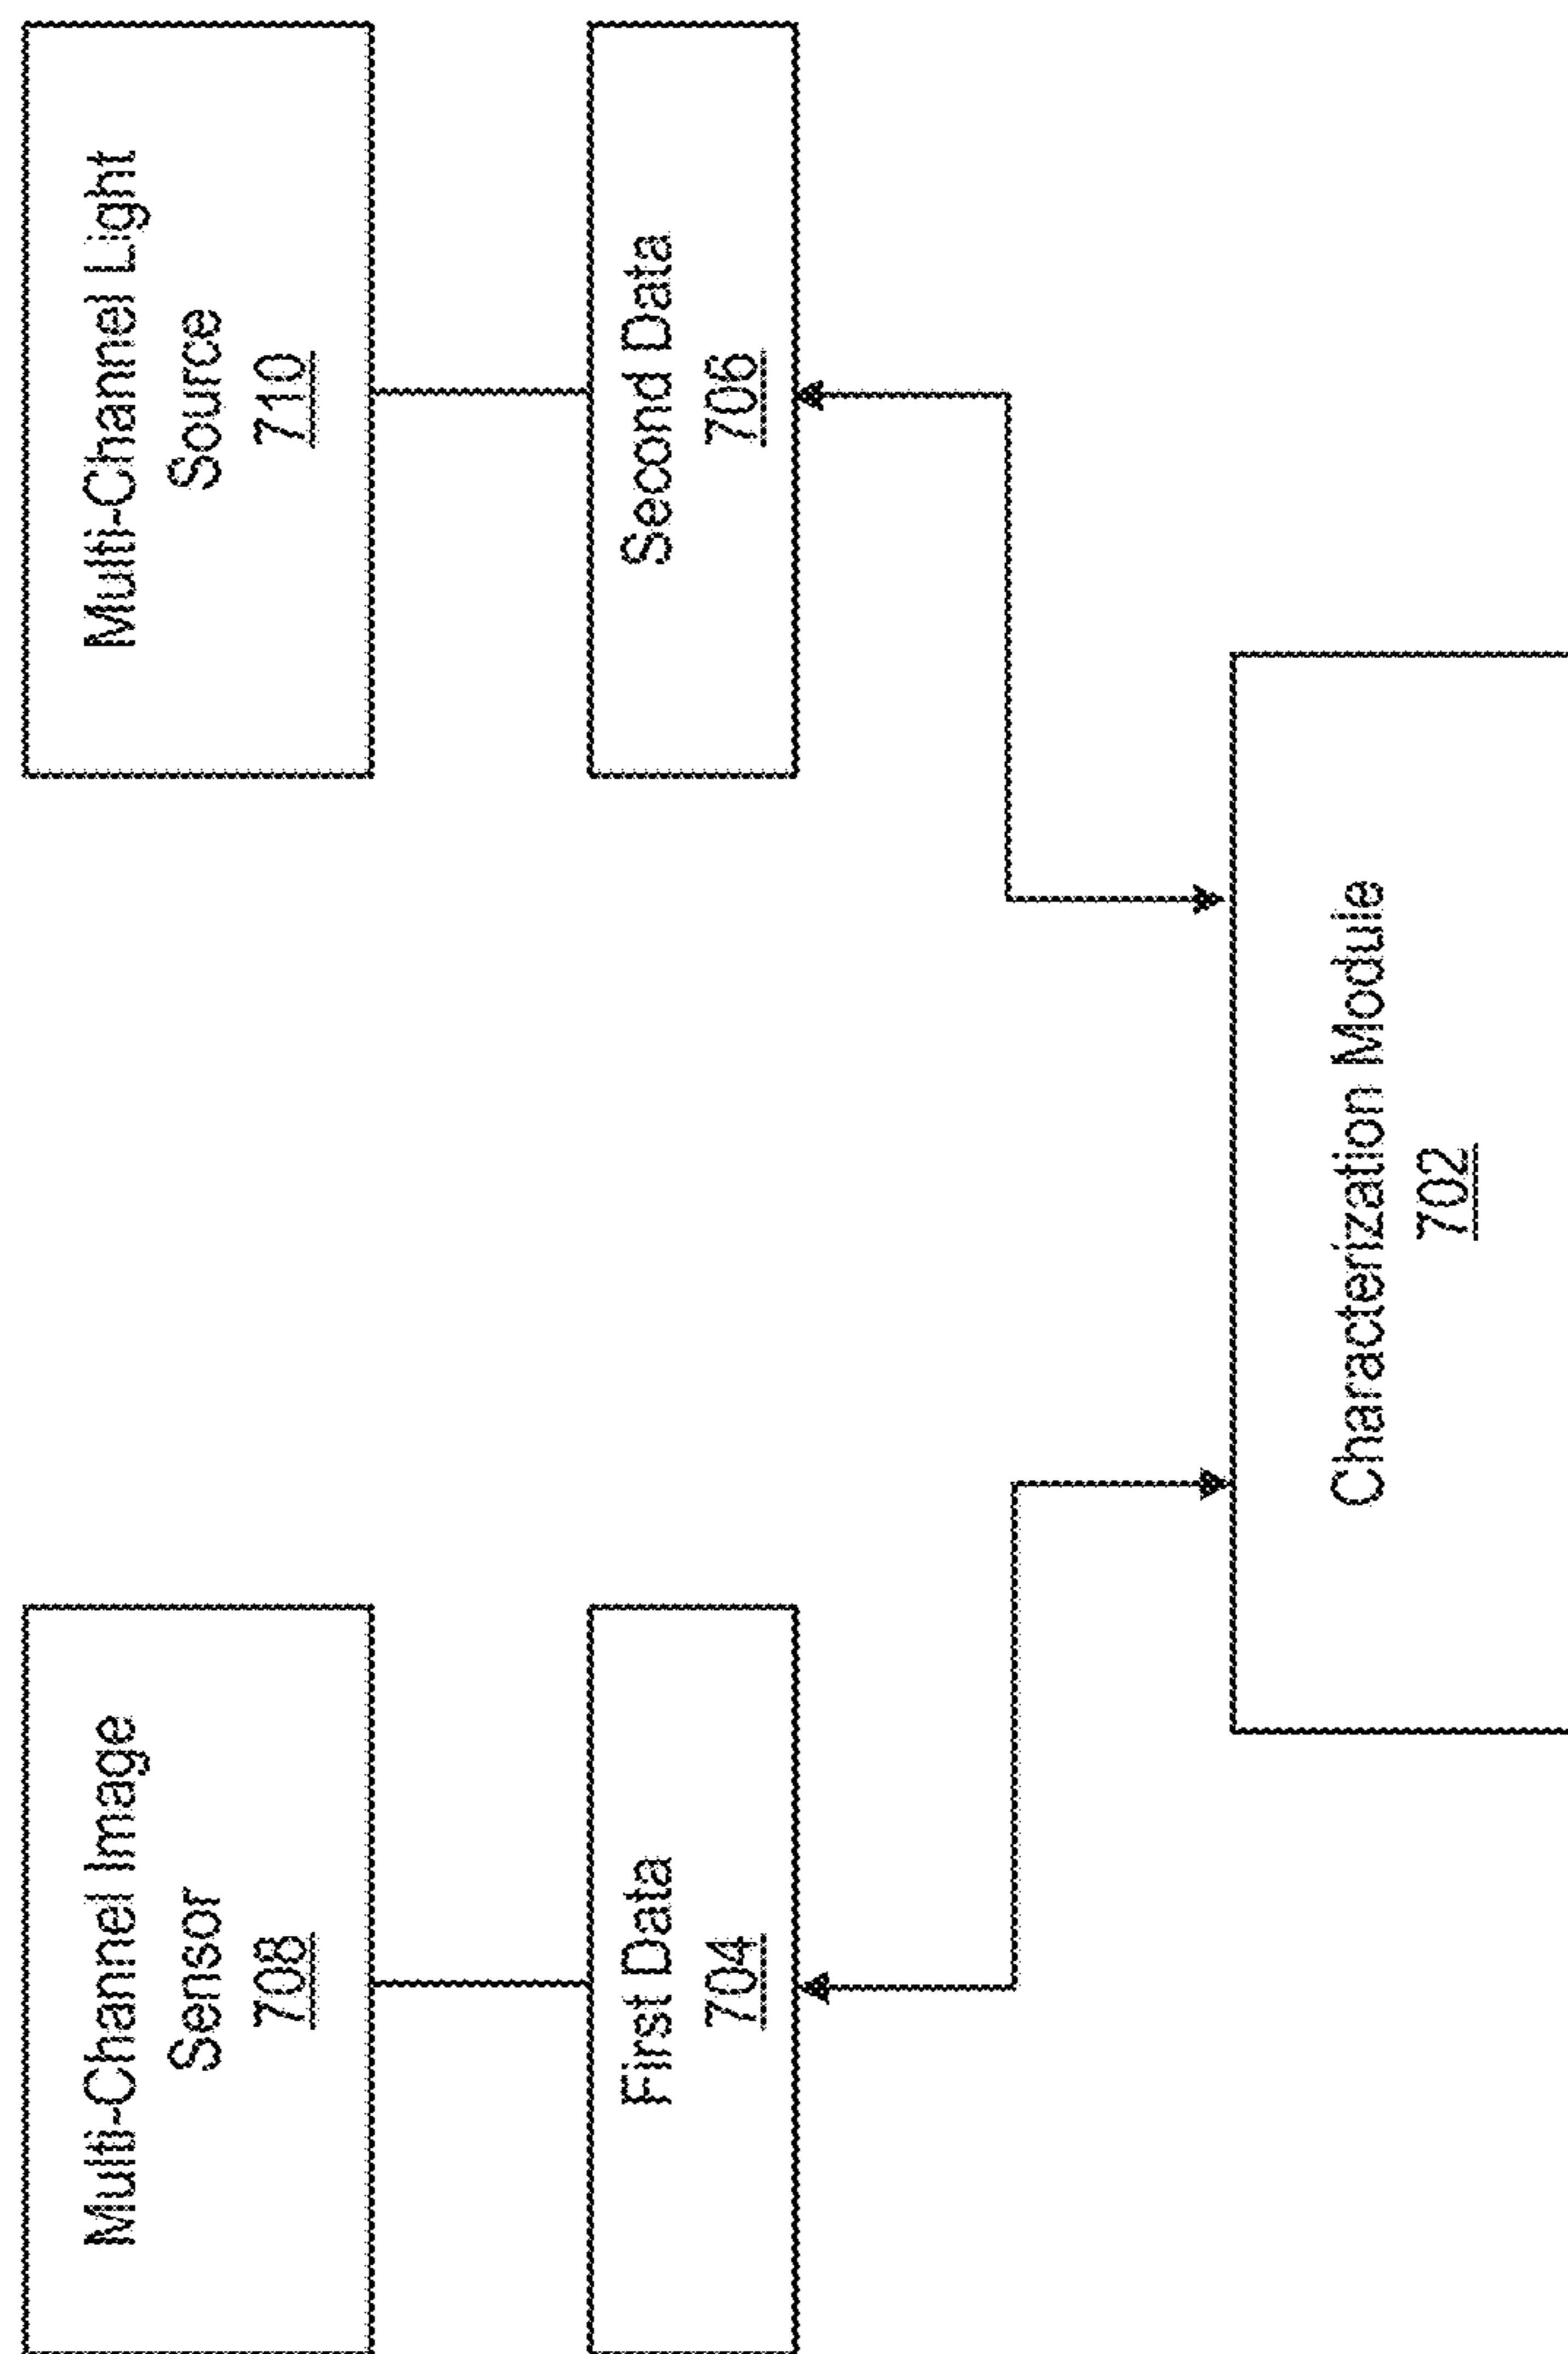 Multi-Channel Image
Sensor
708
Multi-Channel Light
Source
710
First Data
704
Second Data
706
Characterization Module
702